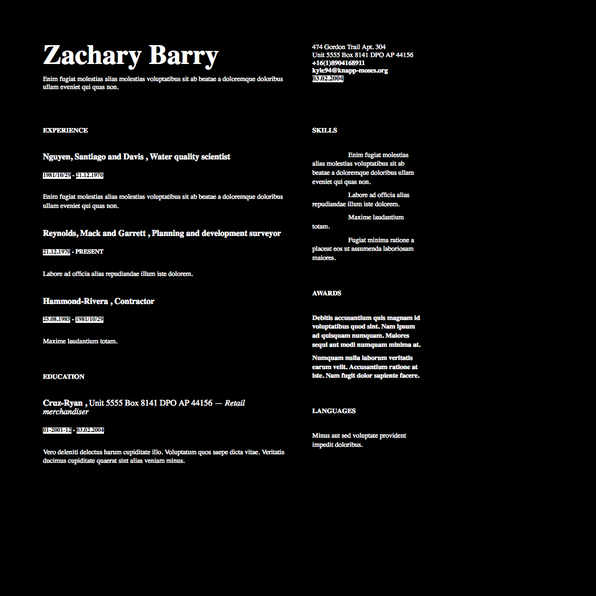 Zachary Barry
Enim fugiat molestias alias molestias voluptatibus sit ab beatae a doloremque doloribus
ullam eveniet qui quas non.
474 Gordon Trail Apt. 304
Unit 5555 Box 8141 DPO AP 44156
+16(1)8904168911
kyle94@knapp-moses.org
03.02.2004
EXPERIENCE
Nguyen, Santiago and Davis , Water quality scientist
1981/10/29 - 21.12.1970
Enim fugiat molestias alias molestias voluptatibus sit ab beatae a doloremque doloribus
ullam eveniet qui quas non.
Reynolds, Mack and Garrett , Planning and development surveyor
21.12.1970 - PRESENT
Labore ad officia alias repudiandae illum iste dolorem.
Hammond-Rivera , Contractor
25.08.1985 - 1981/10/29
Maxime laudantium totam.
EDUCATION
Cruz-Ryan , Unit 5555 Box 8141 DPO AP 44156 — Retail
merchandiser
01-2001-12 - 03.02.2004
Vero deleniti delectus harum cupiditate illo. Voluptatum quos saepe dicta vitae. Veritatis
ducimus cupiditate quaerat sint alias veniam minus.
SKILLS
Enim fugiat molestias
alias molestias voluptatibus sit ab
beatae a doloremque doloribus ullam
eveniet qui quas non.
Labore ad officia alias
repudiandae illum iste dolorem.
Maxime laudantium
totam.
Fugiat minima ratione a
placeat eos ut assumenda laboriosam
maiores.
AWARDS
Debitis accusantium quis magnam id
voluptatibus quod sint. Nam ipsum
ad quisquam numquam. Maiores
sequi aut modi numquam minima at.
Numquam nulla laborum veritatis
earum velit. Accusantium ratione at
iste. Nam fugit dolor sapiente facere.
LANGUAGES
Minus aut sed voluptate provident
impedit doloribus.